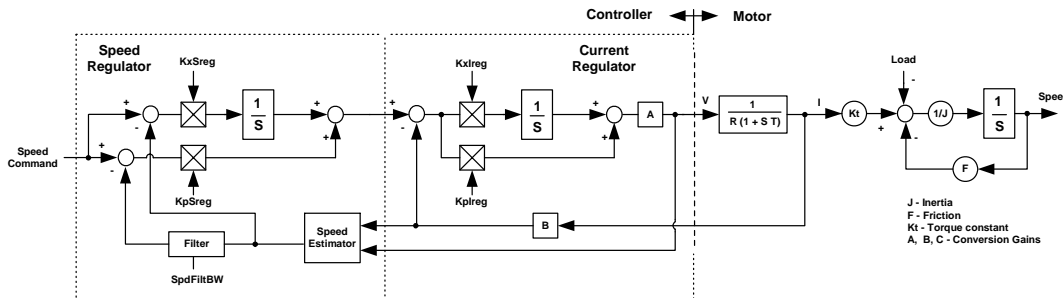 Controller
Motor
Speed
Regulator
Current
Regulator
KxSreg
KxIreg
Load
1
S
1
S
A
V
1
R (1 + S T)
I
Kt
1/J
1
S
Spee
Speed
Command
KpSreg
KpIreg
F
Filter
Speed
Estimator
B
SpdFiltBW
J - Inertia
F - Friction
Kt - Torque constant
A, B, C - Conversion Gains
+
-
+
-
+
+
+
-
+
+
-
+
-